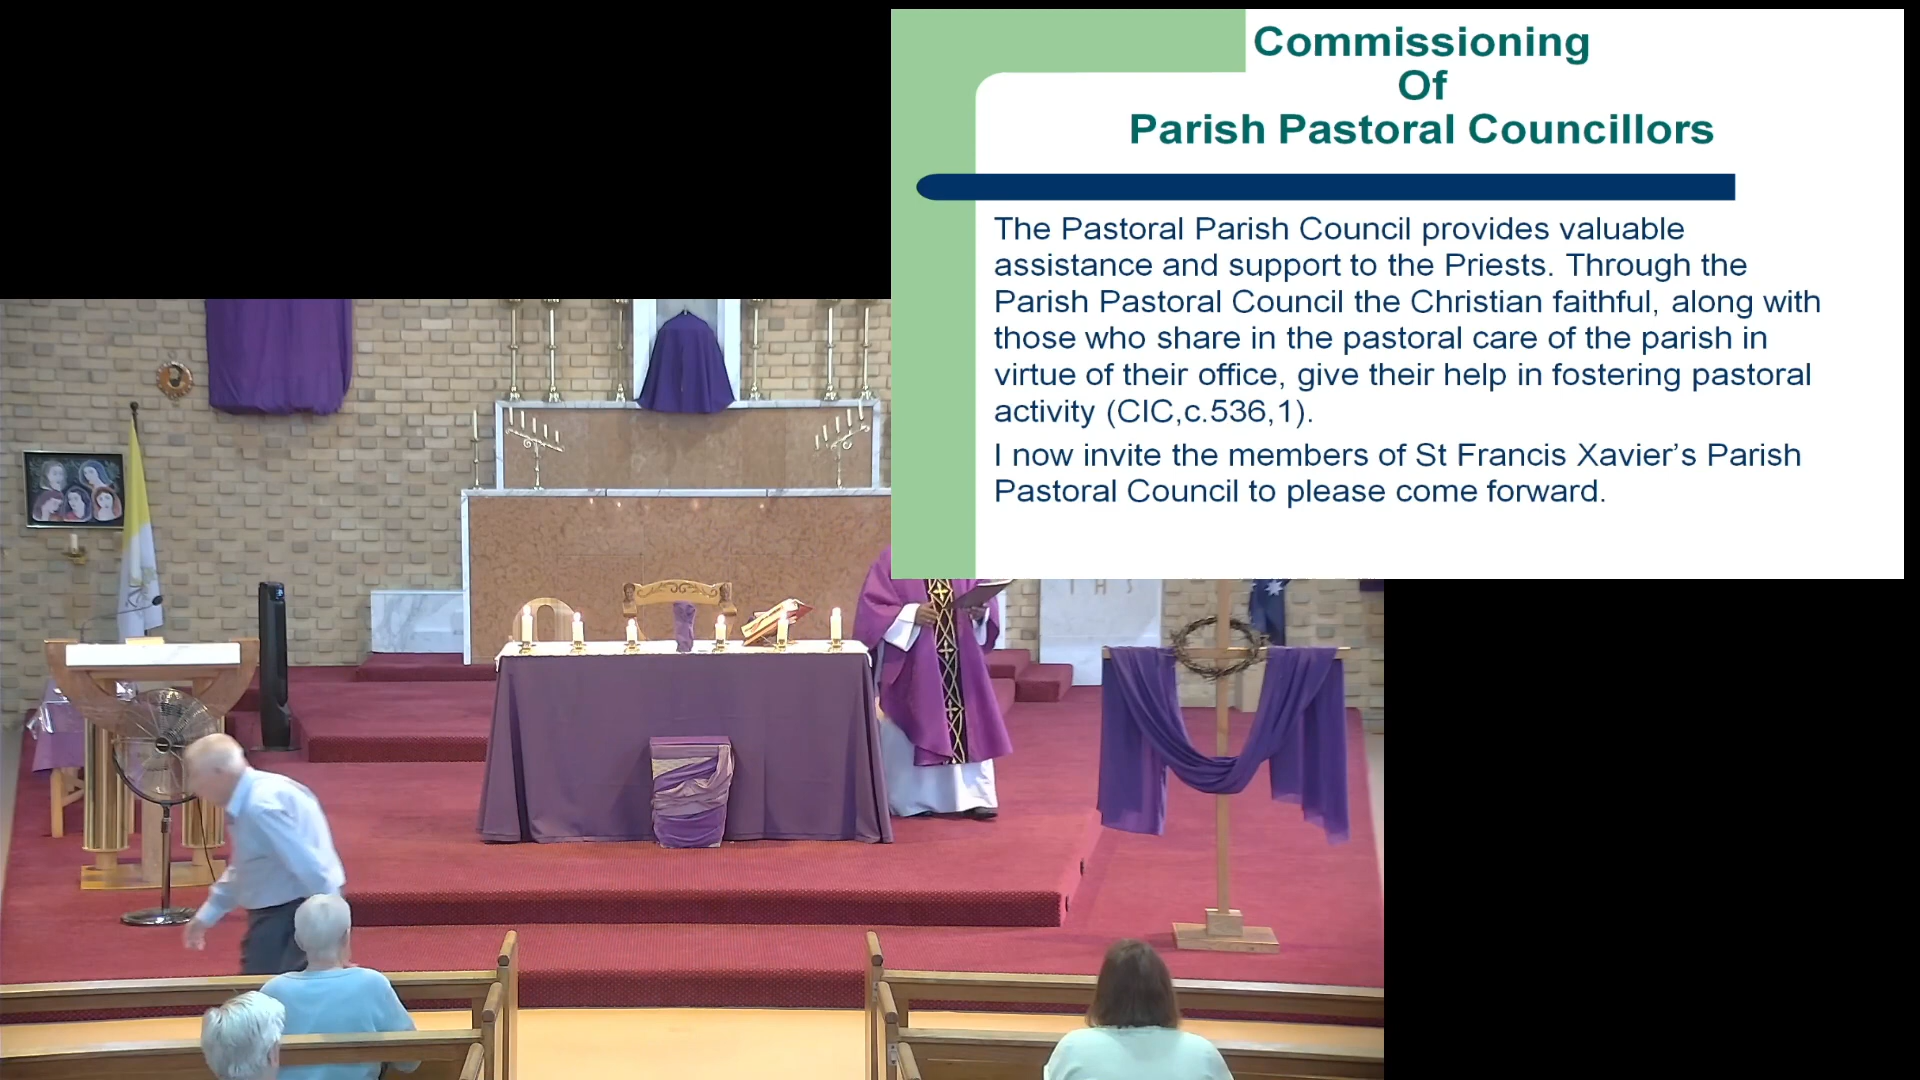 Commissioning
Of
Parish Pastoral Councillors
The Pastoral Parish Council provides valuable
assistance and support to the Priests. Through the
Parish Pastoral Council the Christian faithful, along with
those who share in the pastoral care of the parish in
virtue of their office, give their help in fostering pastoral
activity (CIC,c.536,1).
I now invite the members of St Francis Xavier’s Parish
Pastoral Council to please come forward.
I H S